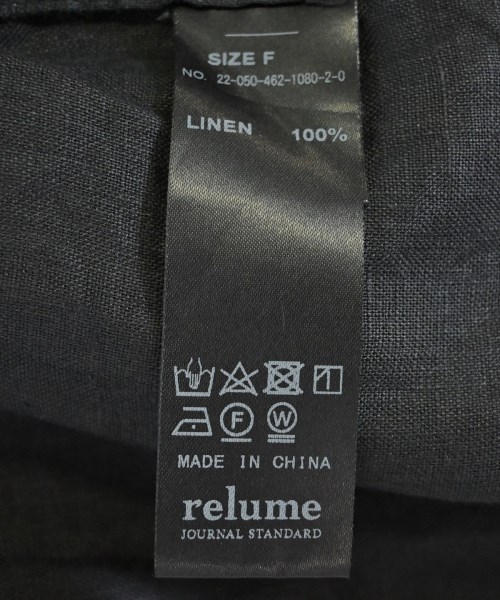 SIZE F
NO. 22-050-462-1080-2-0
LINEN 100%
F W
MADE IN CHINA
relume
JOURNAL STANDARD